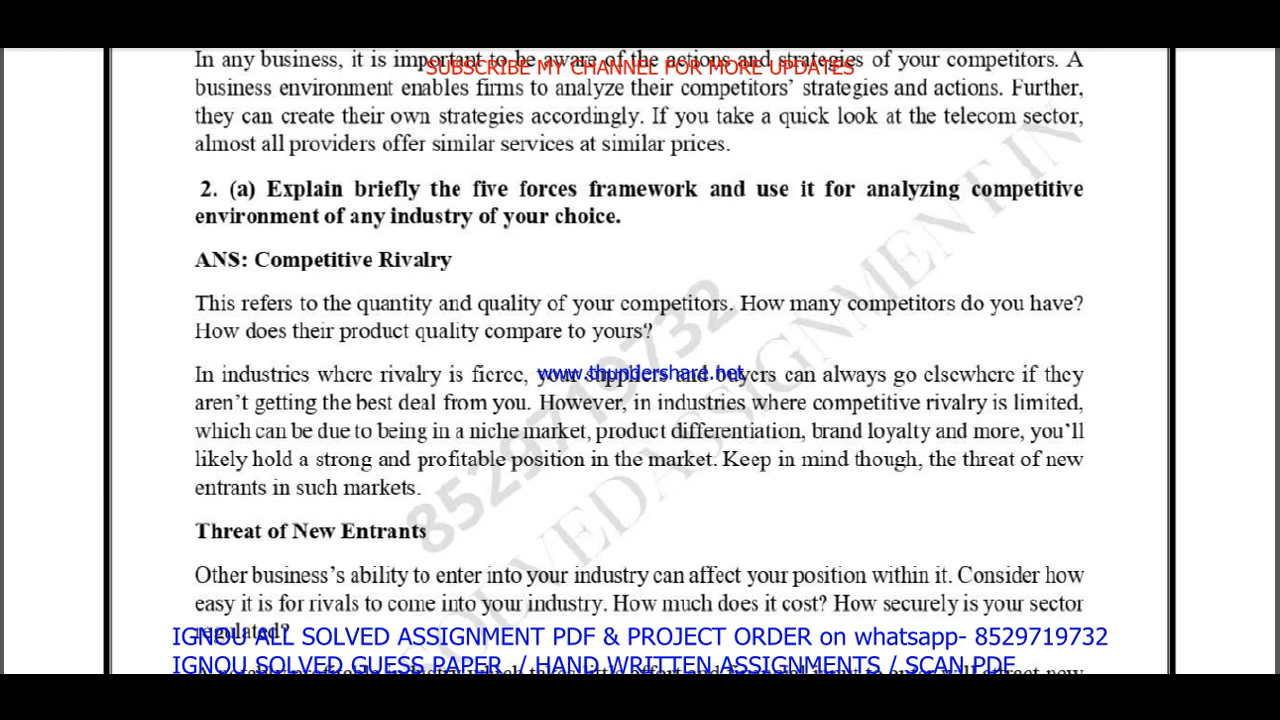 In any business, it is important to be aware of the actions and strategies of your competitors. A
SUBSCRIBE MY CHANNEL FOR MORE UPDATES
business environment enables firms to analyze their competitors' strategies and actions. Further,
they can create their own strategies accordingly. If you take a quick look at the telecom sector,
almost all providers offer similar services at similar prices.
2. (a) Explain briefly the five forces framework and use it for analyzing competitive
environment of any industry of your choice.
ANS: Competitive Rivalry
This refers to the quantity and quality of your competitors. How many competitors do you have?
How does their product quality compare to yours?
In industries where rivalry is fierce, your suppliers and buyers can always go elsewhere if they
www.thundershare.net
aren't getting the best deal from you. However, in industries where competitive rivalry is limited,
which can be due to being in a niche market, product differentiation, brand loyalty and more, you'll
likely hold a strong and profitable position in the market. Keep in mind though, the threat of new
entrants in such markets.
Threat of New Entrants
Other business's ability to enter into your industry can affect your position within it. Consider how
easy it is for rivals to come into your industry. How much does it cost? How securely is your sector
regulated?
IGNOU ALL SOLVED ASSIGNMENT PDF & PROJECT ORDER on whatsapp- 8529719732
IGNOU SOLVED GUESS PAPER / HAND WRITTEN ASSIGNMENTS / SCAN PDF
8529719732
SOLVEDASSIGNMENT IN